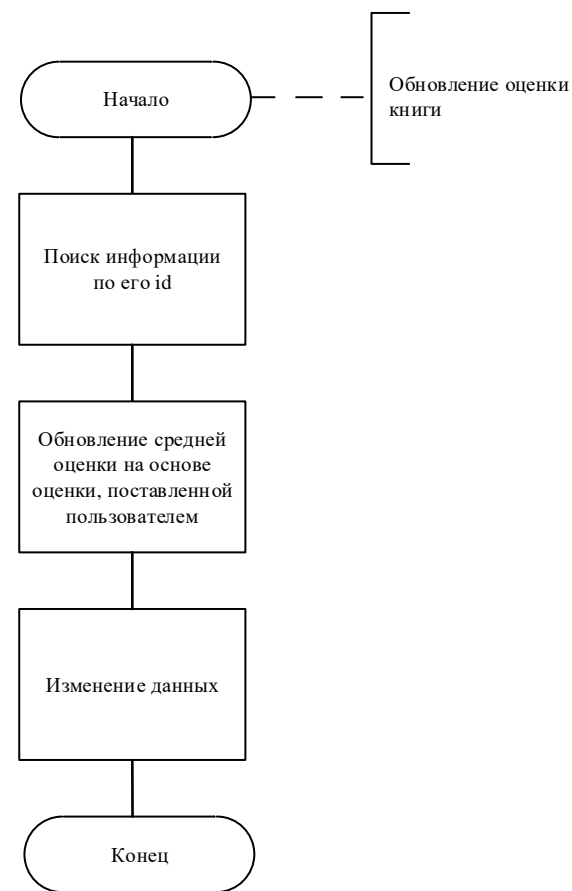 Начало
Обновление оценки
книги
Поиск информации
по его id
Обновление средней
оценки на основе
оценки, поставленной
пользователем
Изменение данных
Конец